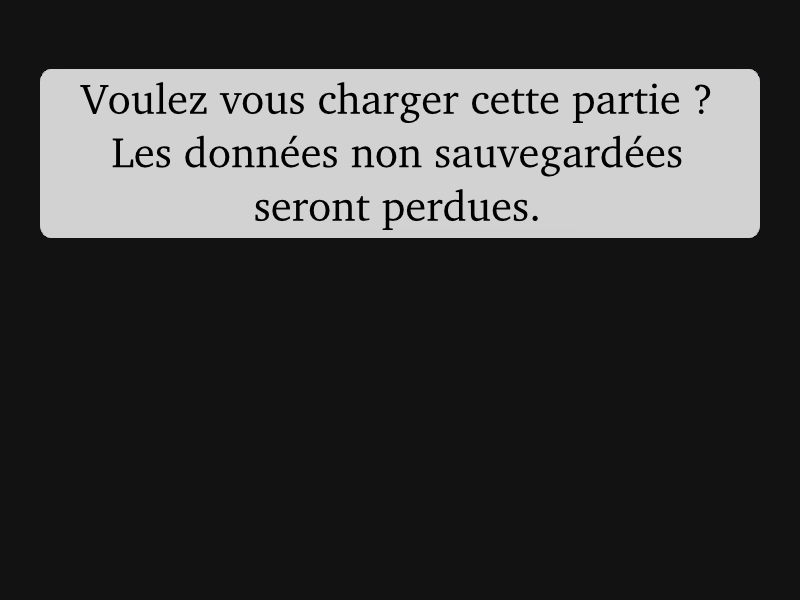 Voulez vous charger cette partie ?
Les données non sauvegardées
seront perdues.